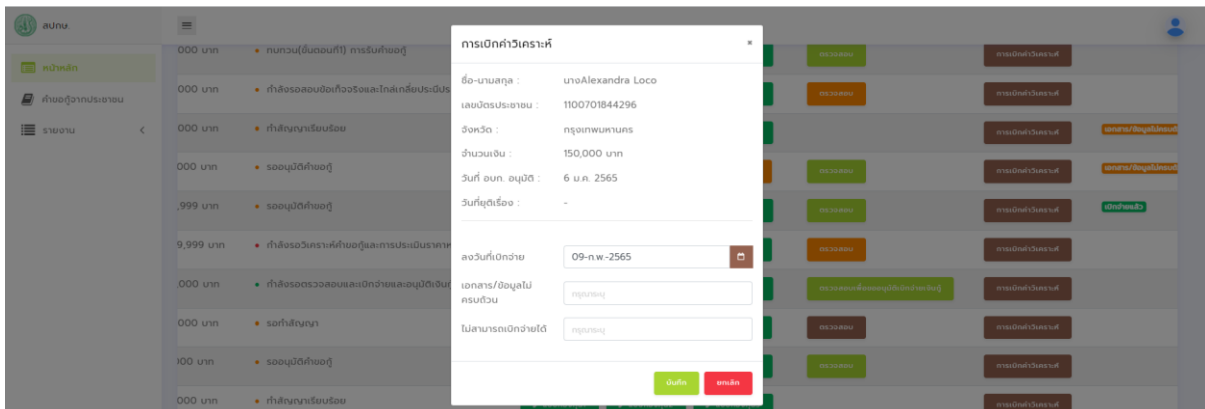 สปกษ.
หน้าหลัก
คำขอกู้จากประชาชน
รายงาน
การเบิกค่าวิเคราะห์
×
ชื่อ-นามสกุล : นางAlexandra Loco
เลขบัตรประชาชน : 1100701844296
จังหวัด : กรุงเทพมหานคร
จำนวนเงิน : 150,000 บาท
วันที่ อบก. อนุมัติ : 6 ม.ค. 2565
วันที่ยุติเรื่อง : -
ลงวันที่เบิกจ่าย 09-ก.พ.-2565
เอกสาร/ข้อมูลไม่
ครบถ้วน กรุณาระบุ
ไม่สามารถเบิกจ่ายได้ กรุณาระบุ
บันทึก ยกเลิก
000 บาท ทบทวน(ขั้นตอนที่1) การรับคำขอกู้ ตรวจสอบ การเบิกค่าวิเคราะห์
000 บาท กำลังรอสอบข้อเท็จจริงและไกล่เกลี่ยประนีประ ตรวจสอบ การเบิกค่าวิเคราะห์
000 บาท ทำสัญญาเรียบร้อย การเบิกค่าวิเคราะห์ เอกสาร/ข้อมูลไม่ครบถ้
000 บาท รออนุมัติคำขอกู้ ตรวจสอบ การเบิกค่าวิเคราะห์ เอกสาร/ข้อมูลไม่ครบถ้
,999 บาท รออนุมัติคำขอกู้ ตรวจสอบ การเบิกค่าวิเคราะห์ เบิกจ่ายแล้ว
9,999 บาท กำลังรอวิเคราะห์คำขอกู้และการประเมินราคาท ตรวจสอบ การเบิกค่าวิเคราะห์
,000 บาท กำลังรอตรวจสอบและเบิกจ่ายและอนุมัติเงินกู้ ตรวจสอบเพื่อขออนุมัติเบิกจ่ายเงินกู้ การเบิกค่าวิเคราะห์
000 บาท รอทำสัญญา ตรวจสอบ การเบิกค่าวิเคราะห์
000 บาท รออนุมัติคำขอกู้ ตรวจสอบ การเบิกค่าวิเคราะห์
000 บาท ทำสัญญาเรียบร้อย การเบิกค่าวิเคราะห์